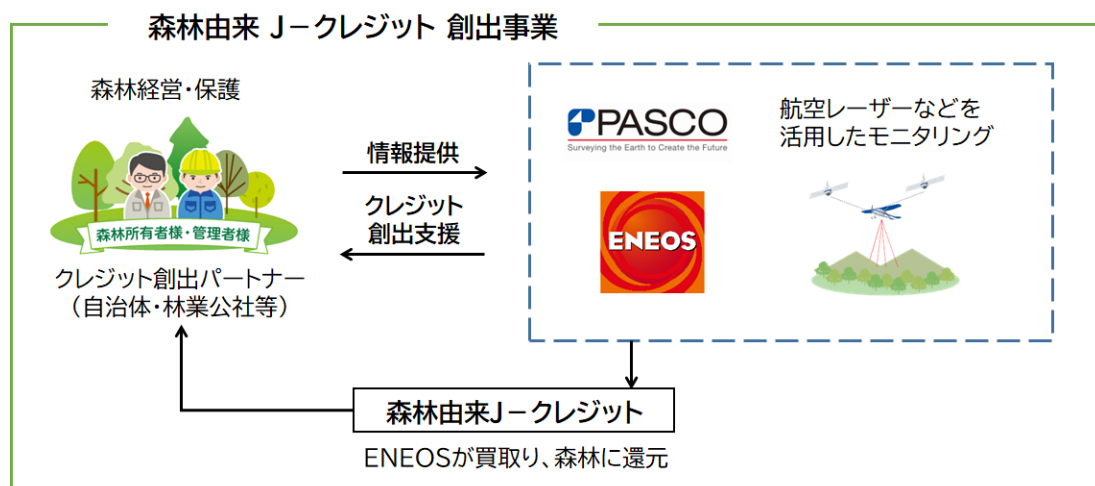 森林由来 J-クレジット 創出事業
森林経営・保護
森林所有者様・管理者様
クレジット創出パートナー
（自治体・林業公社等）
情報提供
クレジット
創出支援
PASCO
Surveying the Earth to Create the Future
ENEOS
航空レーザーなどを
活用したモニタリング
森林由来J－クレジット
ENEOSが買取り、森林に還元